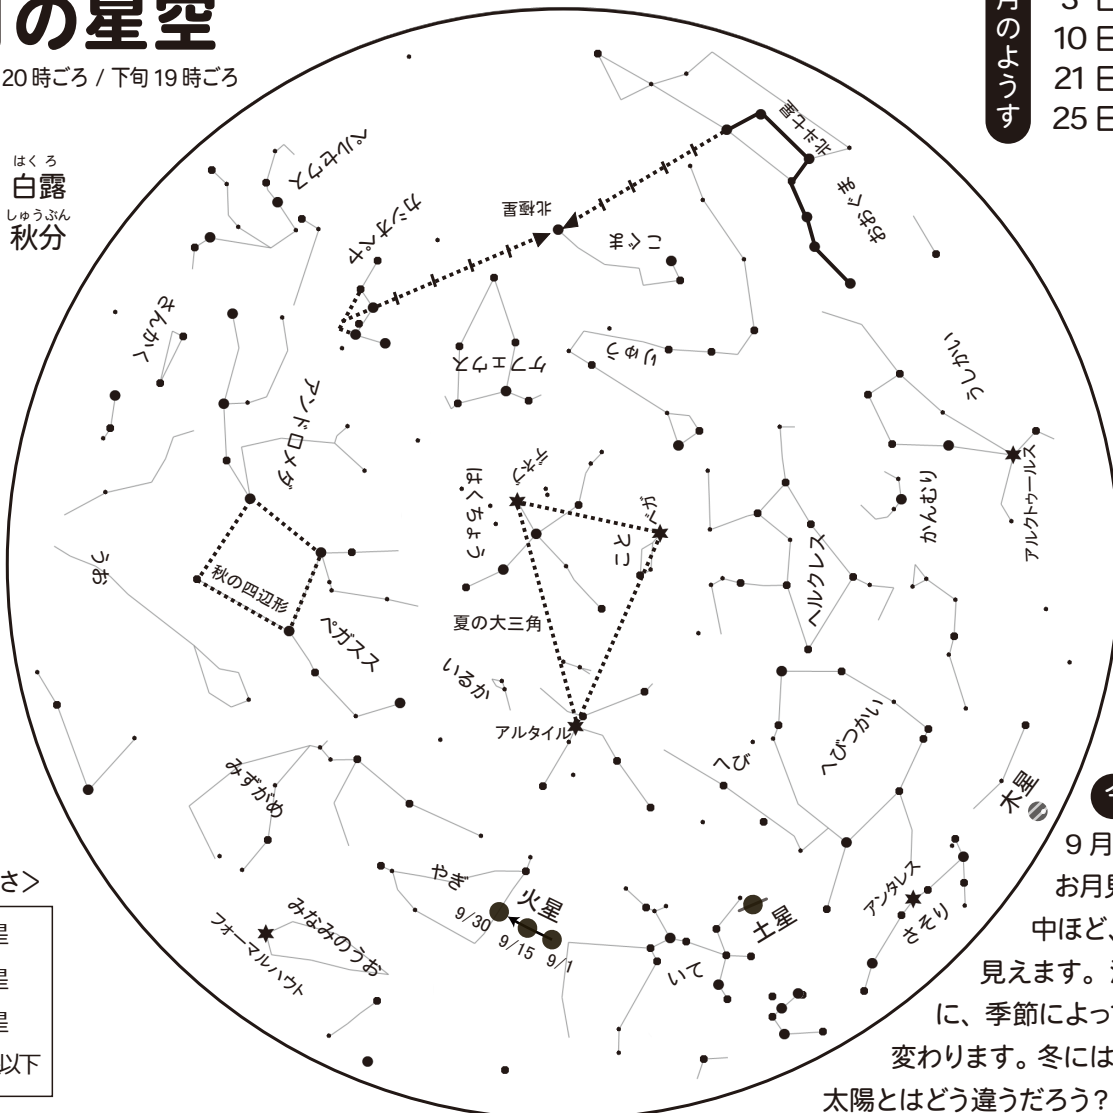 の星空
20時ごろ / 下旬19時ごろ
はくろ
白露
しゅうぶん
秋分
月のようす
3日
10日
21日
25日
ペルセウス
カシオペヤ
北極星
こぐま
北斗七星
おおぐま
さんかく
アンドロメダ
ケフェウス
りゅう
うしかい
アルクトゥールス
かんむり
デネブ
はくちょう
ベガ
こと
ヘルクレス
うお
秋の四辺形
ペガスス
夏の大三角
いるか
アルタイル
へび
へびつかい
木星
みずがめ
やぎ
火星
9/30
9/15
9/1
土星
アンタレス
さそり
いて
みなみのうお
フォーマルハウト
さ>
星
星
星
以下
9月
お月見
中ほど、
見えます。
に、季節によって
変わります。冬には
太陽とはどう違うだろう?